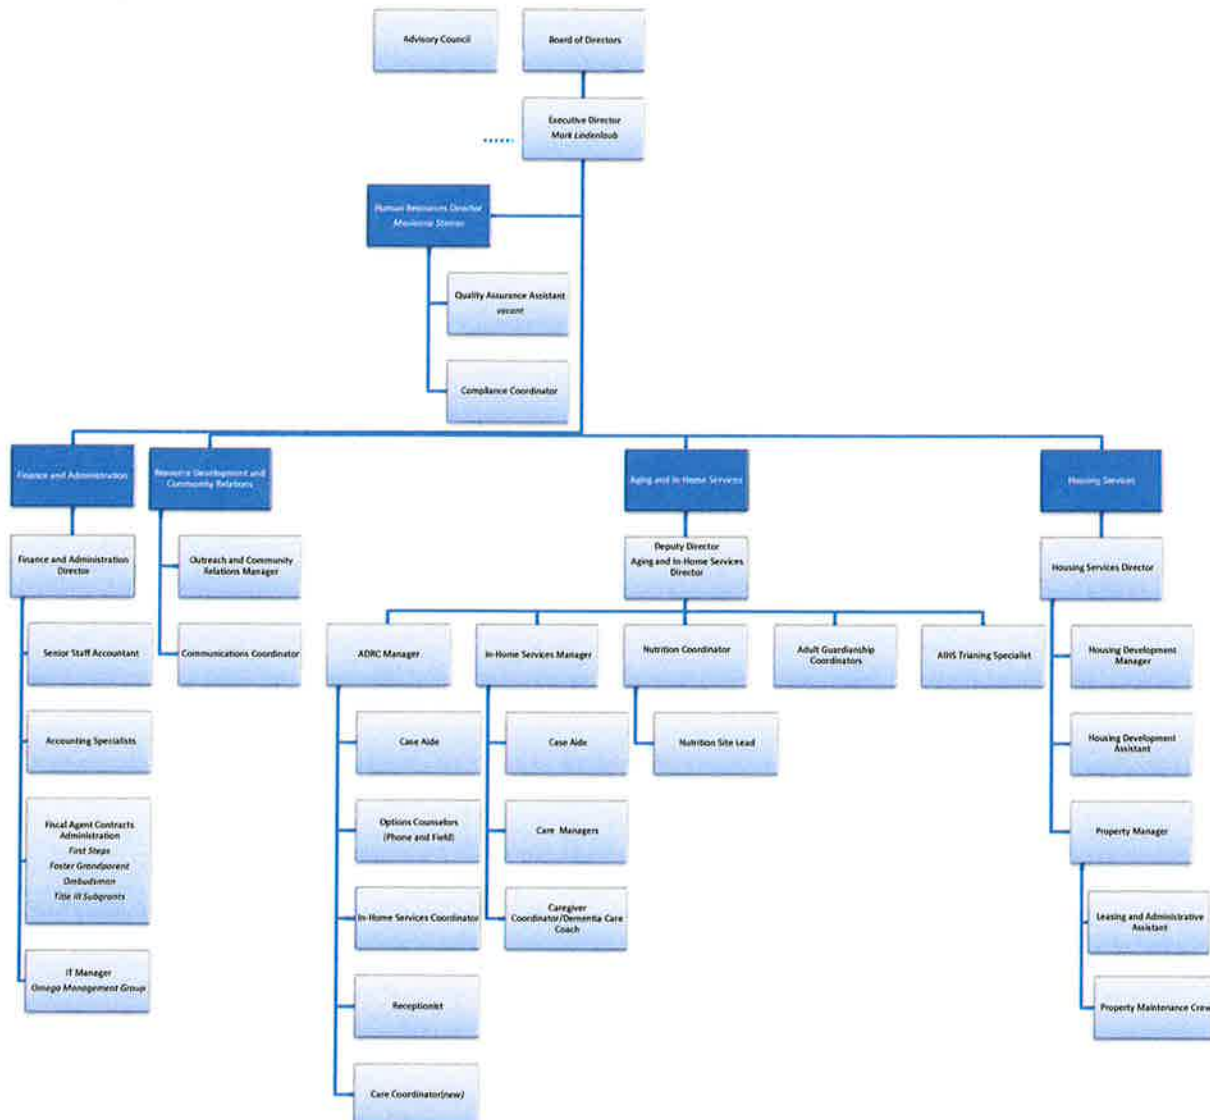 Advisory Council
Board of Directors
Executive Director
Mark Lindenlaub
Human Resources Director
Quality Assurance Assistant
vacant
Compliance Coordinator
Finance and Administration
Resource Development and
Community Relations
Aging and In-Home Services
Housing Services
Finance and Administration
Director
Outreach and Community
Relations Manager
Deputy Director
Aging and In-Home Services
Director
Housing Services Director
Senior Staff Accountant
Communications Coordinator
ADRC Manager
In-Home Services Manager
Nutrition Coordinator
Adult Guardianship
Coordinators
AIHS Trianing Specialist
Housing Development
Manager
Accounting Specialists
Case Aide
Case Aide
Nutrition Site Lead
Housing Development
Assistant
Fiscal Agent Contracts
Administration
First Steps
Foster Grandparent
Ombudsman
Title III Subgrants
Options Counselors
(Phone and Field)
Care Managers
Property Manager
In-Home Services Coordinator
Caregiver
Coordinator/Dementia Care
Coach
Leasing and Administrative
Assistant
IT Manager
Omega Management Group
Receptionist
Property Maintenance Crew
Care Coordinator(new)